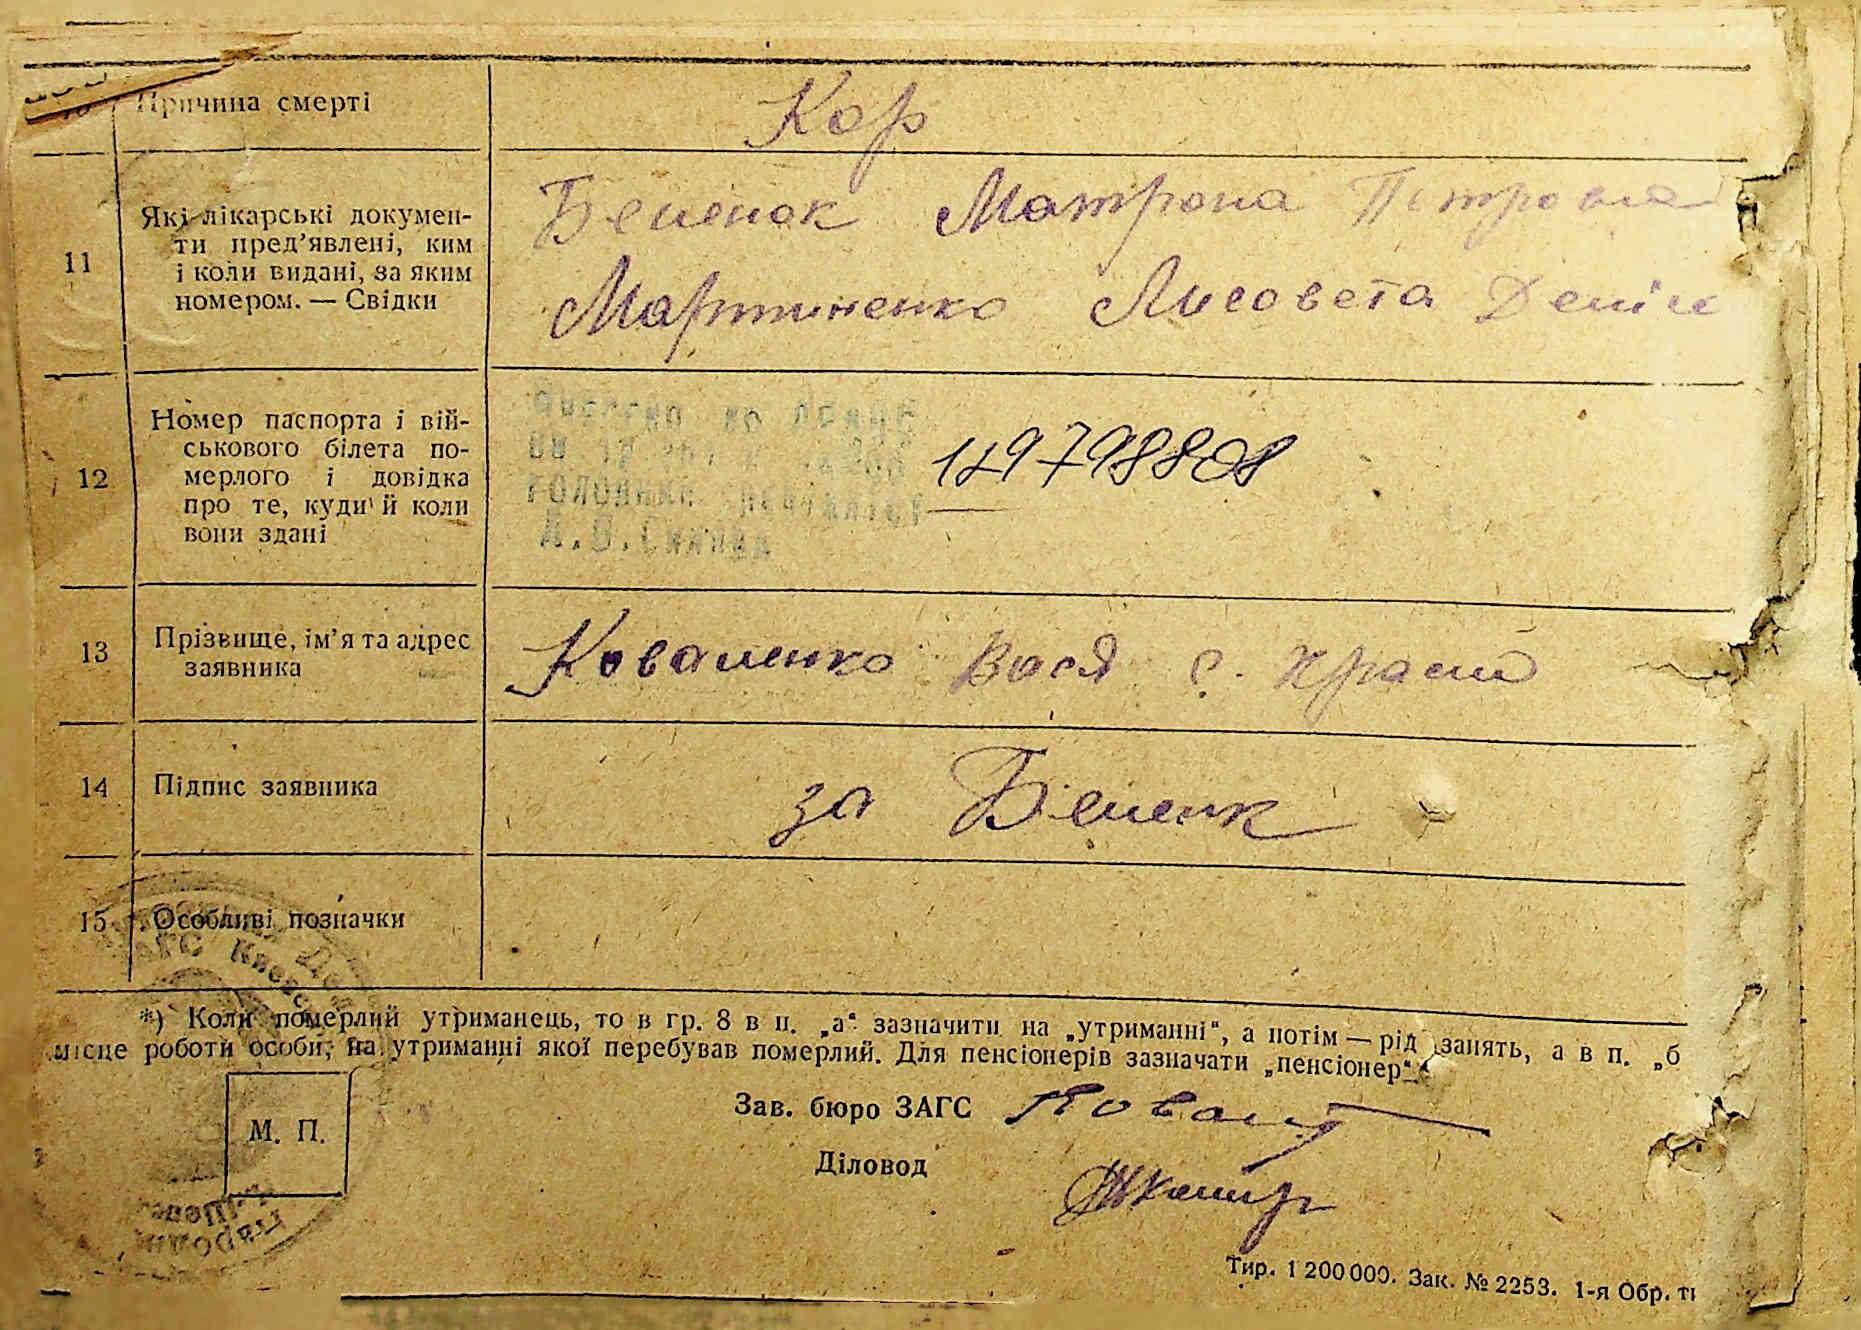 Причина смерті
Кор
11
Які лікарські докумен-
ти пред'явлені, ким
і коли видані, за яким
номером. — Свідки
Матрона Петровна
Мартиненко Лисовета
12
Номер паспорта і вій-
ськового білета по-
мерлого і довідка
про те, куди й коли
вони здані
13
Прізвище, ім'я та адрес
заявника
Коваленко Вася с.
14
Підпис заявника
за
15
Особливі позначки
*) Коли померлий утриманець, то в гр. 8 в п. „а“ зазначити на „утриманні“, а потім — рід занять, а в п. „б
місце роботи особи, на утриманні якої перебував померлий. Для пенсіонерів зазначати „пенсіонер“.
М. П.
Зав. бюро ЗАГС
Діловод
Тир. 1 200 000. Зак. № 2253. 1-я Обр. ти